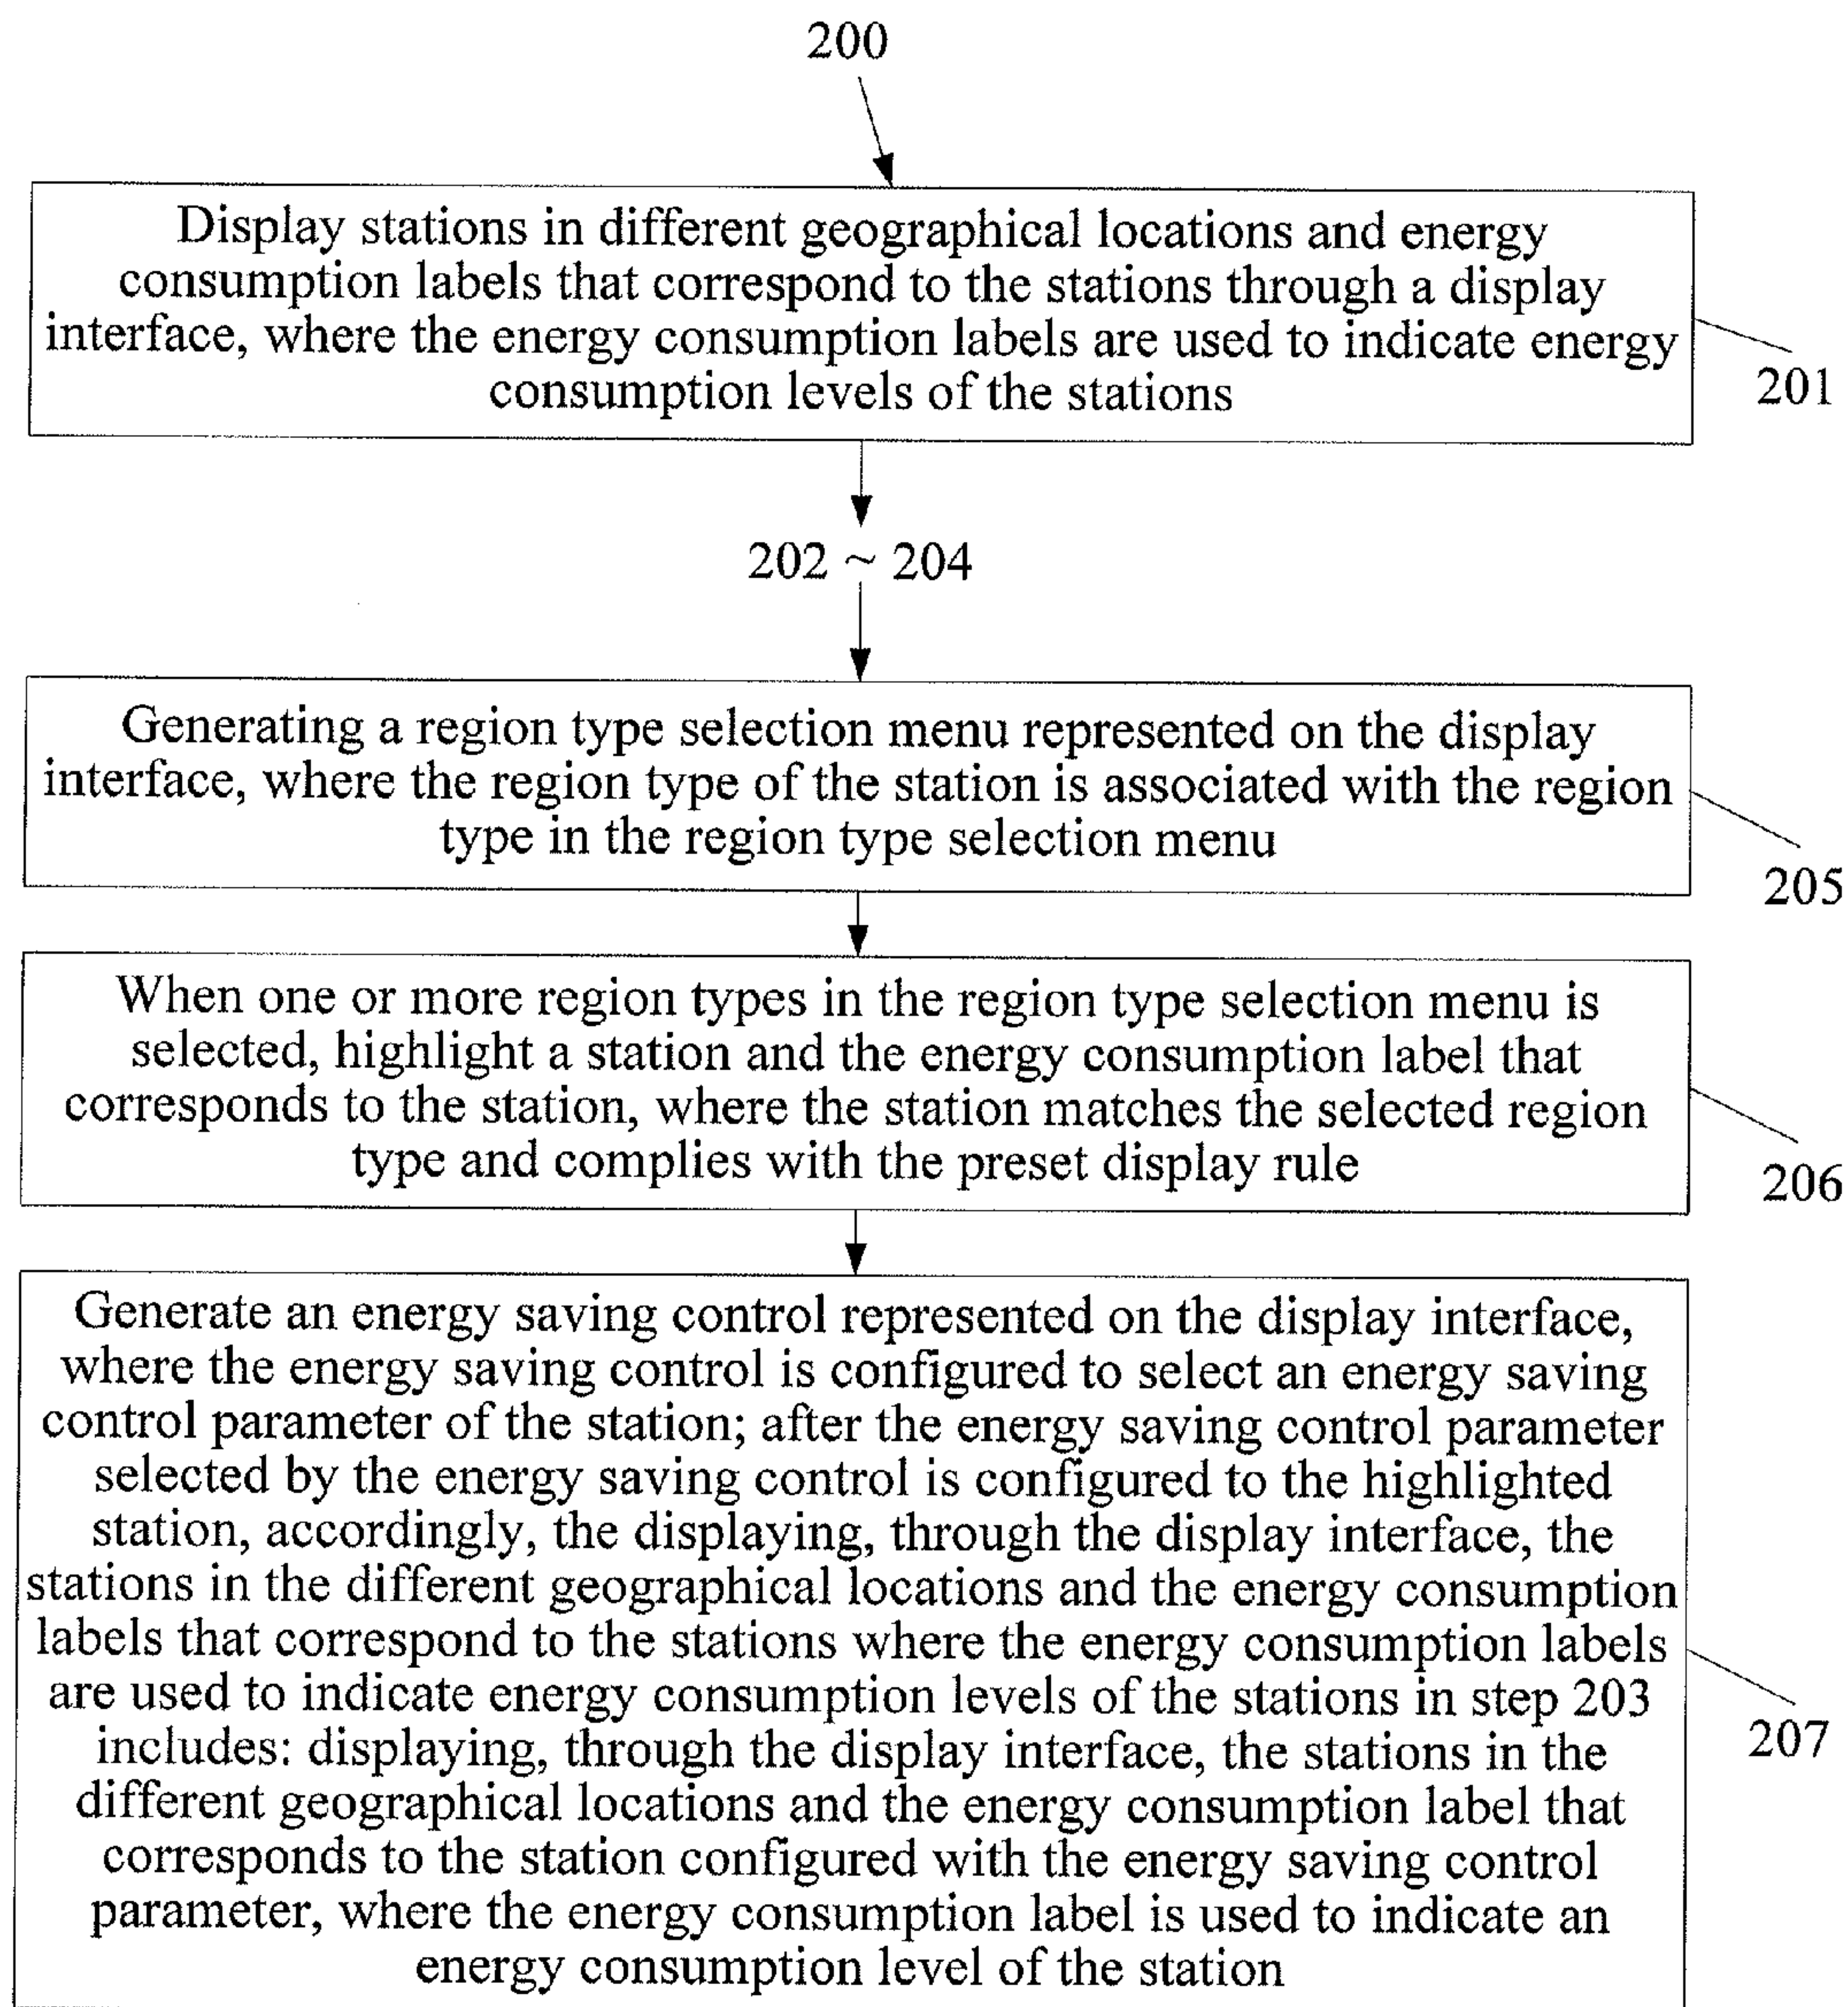 200
Display stations in different geographical locations and energy
consumption labels that correspond to the stations through a display
interface, where the energy consumption labels are used to indicate energy
consumption levels of the stations
201
202 ~ 204
Generating a region type selection menu represented on the display
interface, where the region type of the station is associated with the region
type in the region type selection menu
205
When one or more region types in the region type selection menu is
selected, highlight a station and the energy consumption label that
corresponds to the station, where the station matches the selected region
type and complies with the preset display rule
206
Generate an energy saving control represented on the display interface,
where the energy saving control is configured to select an energy saving
control parameter of the station; after the energy saving control parameter
selected by the energy saving control is configured to the highlighted
station, accordingly, the displaying, through the display interface, the
stations in the different geographical locations and the energy consumption
labels that correspond to the stations where the energy consumption labels
are used to indicate energy consumption levels of the stations in step 203
includes: displaying, through the display interface, the stations in the
different geographical locations and the energy consumption label that
corresponds to the station configured with the energy saving control
parameter, where the energy consumption label is used to indicate an
energy consumption level of the station
207